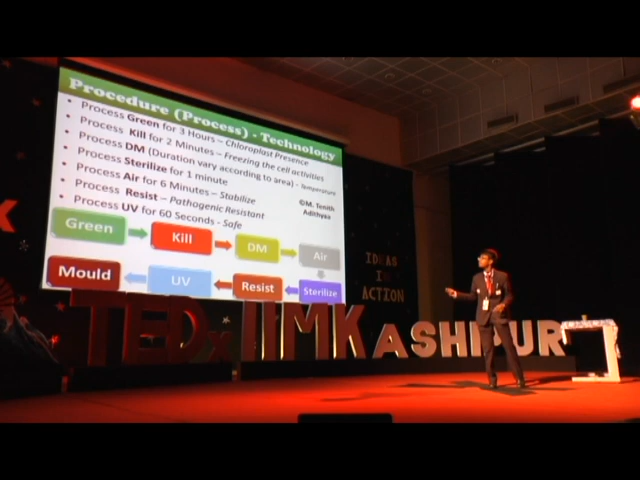 Procedure (Process) - Technology
• Process Green for 3 Hours – Chloroplast Presence
• Process Kill for 2 Minutes – Freezing the cell activities
• Process DM (Duration vary according to area) - Temperature
• Process Sterilize for 1 minute
• Process Air for 6 Minutes – Stabilize
• Process Resist – Pathogenic Resistant
• Process UV for 60 Seconds - Safe
©M. Tenith
Adithyaa
Green
Kill
DM
Air
Mould
UV
Resist
Sterilize
IDEAS
IN
ACTION
X
TEDx IIMKASHIPUR